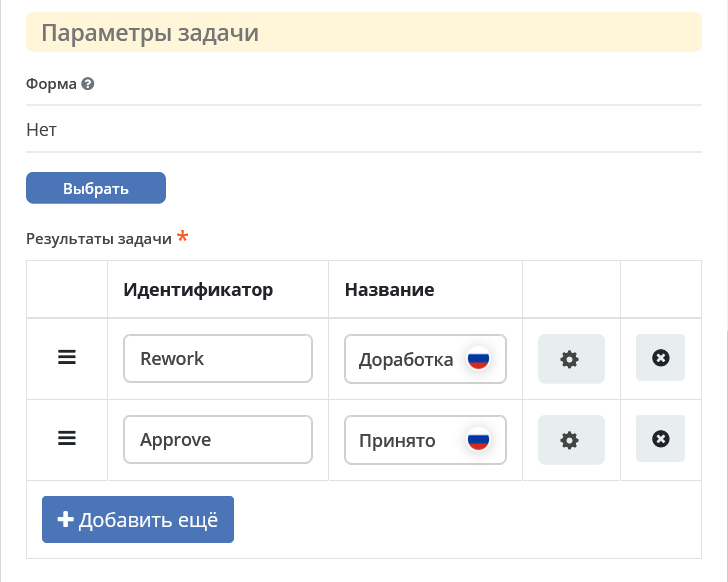 Параметры задачи
Форма
Нет
Выбрать
Результаты задачи *
Идентификатор Название
Rework Доработка
Approve Принято
+ Добавить ещё